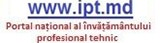 www.ipt.md
Portal național al învățământului
profesional tehnic